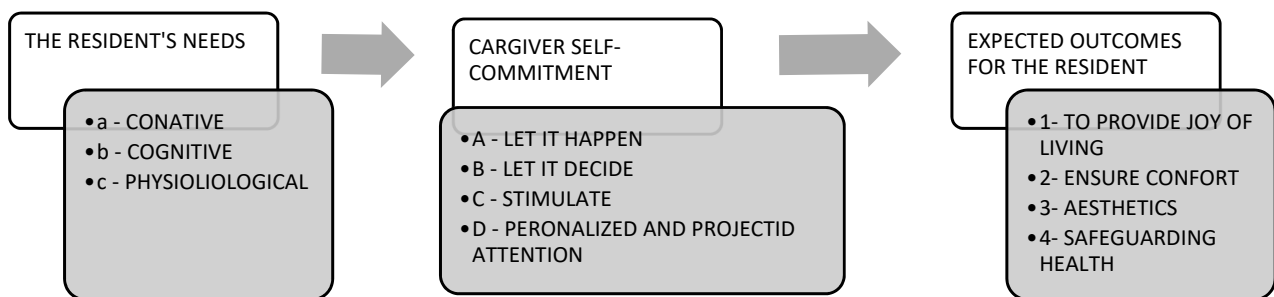 THE RESIDENT'S NEEDS
•a - CONATIVE
•b - COGNITIVE
•c - PHYSIOLIOLOGICAL
CARGIVER SELF-
COMMITMENT
•A - LET IT HAPPEN
•B - LET IT DECIDE
•C - STIMULATE
•D - PERONALIZED AND PROJECTID
ATTENTION
EXPECTED OUTCOMES
FOR THE RESIDENT
•1- TO PROVIDE JOY OF
LIVING
•2- ENSURE CONFORT
•3- AESTHETICS
•4- SAFEGUARDING
HEALTH